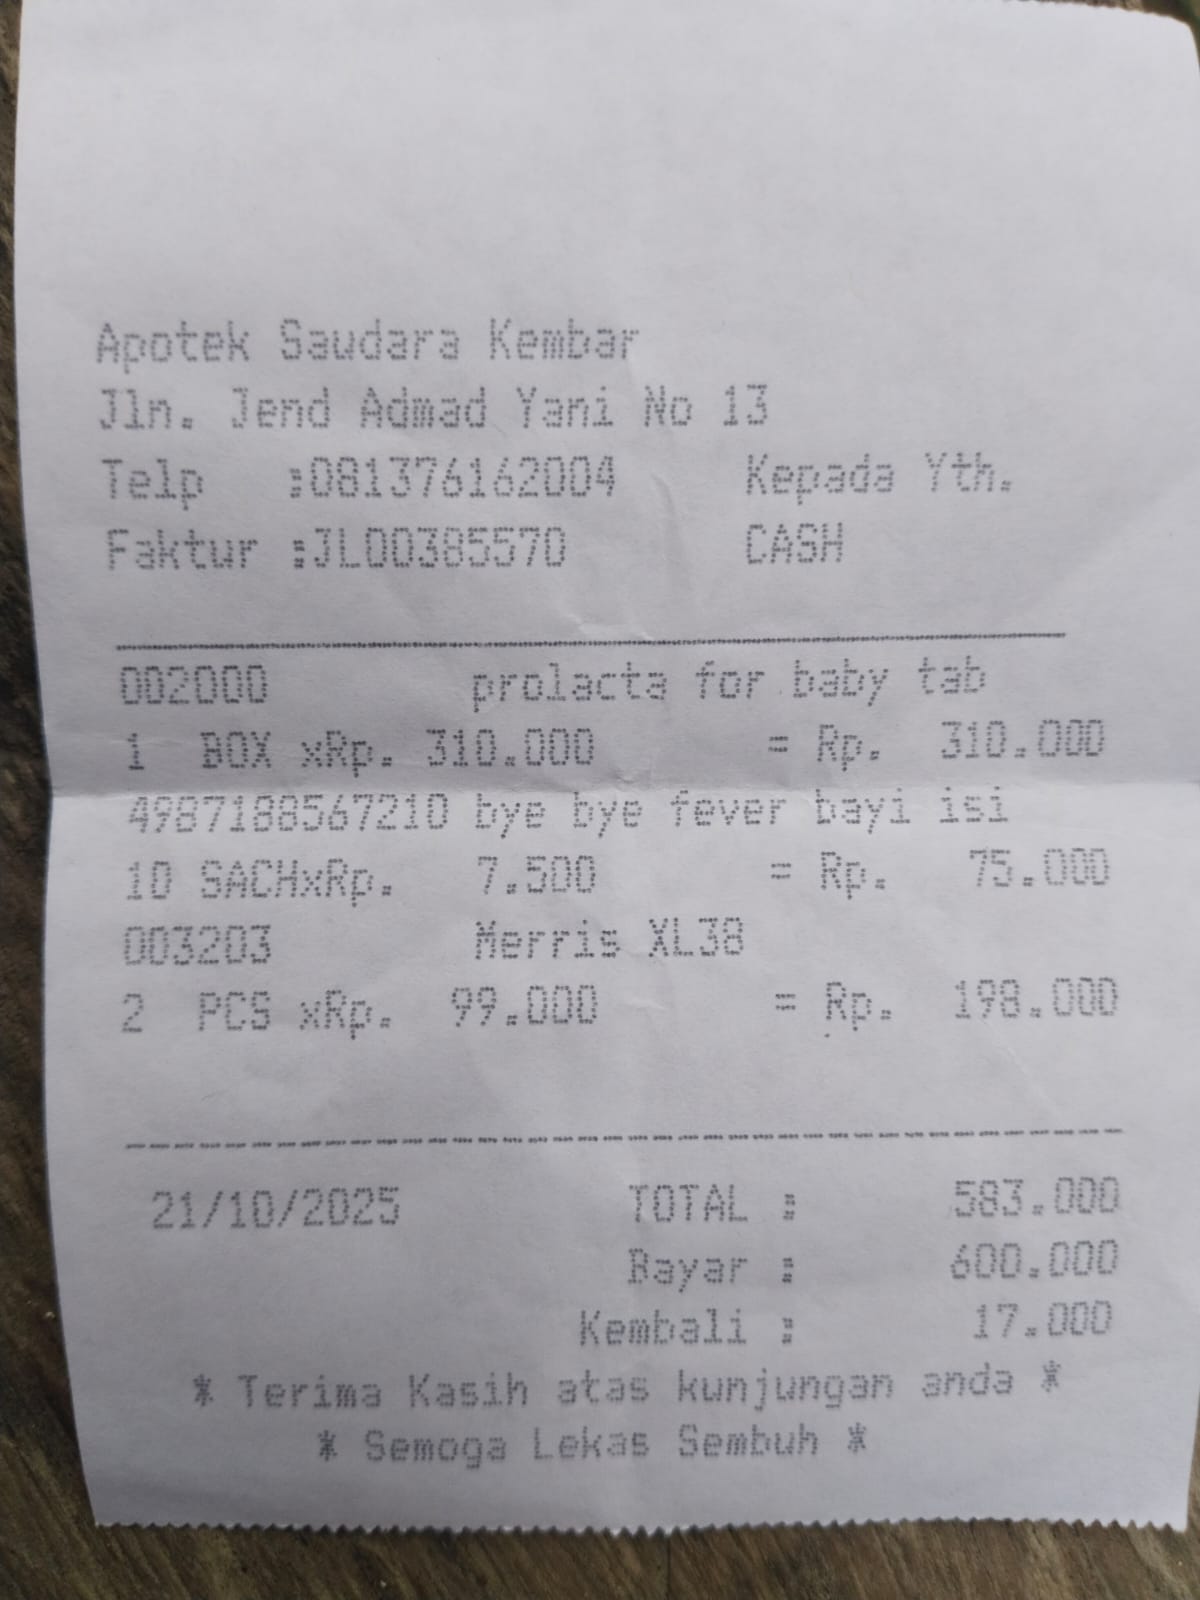 Apotek Saudara Kembar
Jln. Jend Admad Yani No 13
Telp :081376162004 Kepada Yth.
Faktur :JL00385570 CASH
002000 prolacta for baby tab
1 BOX xRp. 310.000 = Rp. 310.000
4987188567210 bye bye fever bayi isi
10 SACHxRp. 7.500 = Rp. 75.000
003203 Merris XL38
2 PCS xRp. 99.000 = Rp. 198.000
21/10/2025 TOTAL : 583.000
Bayar : 600.000
Kembali : 17.000
* Terima Kasih atas kunjungan anda *
* Semoga Lekas Sembuh *